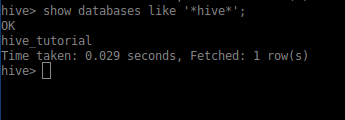 hive> show databases like '*hive*';
OK
hive_tutorial
Time taken: 0.029 seconds, Fetched: 1 row(s)
hive>